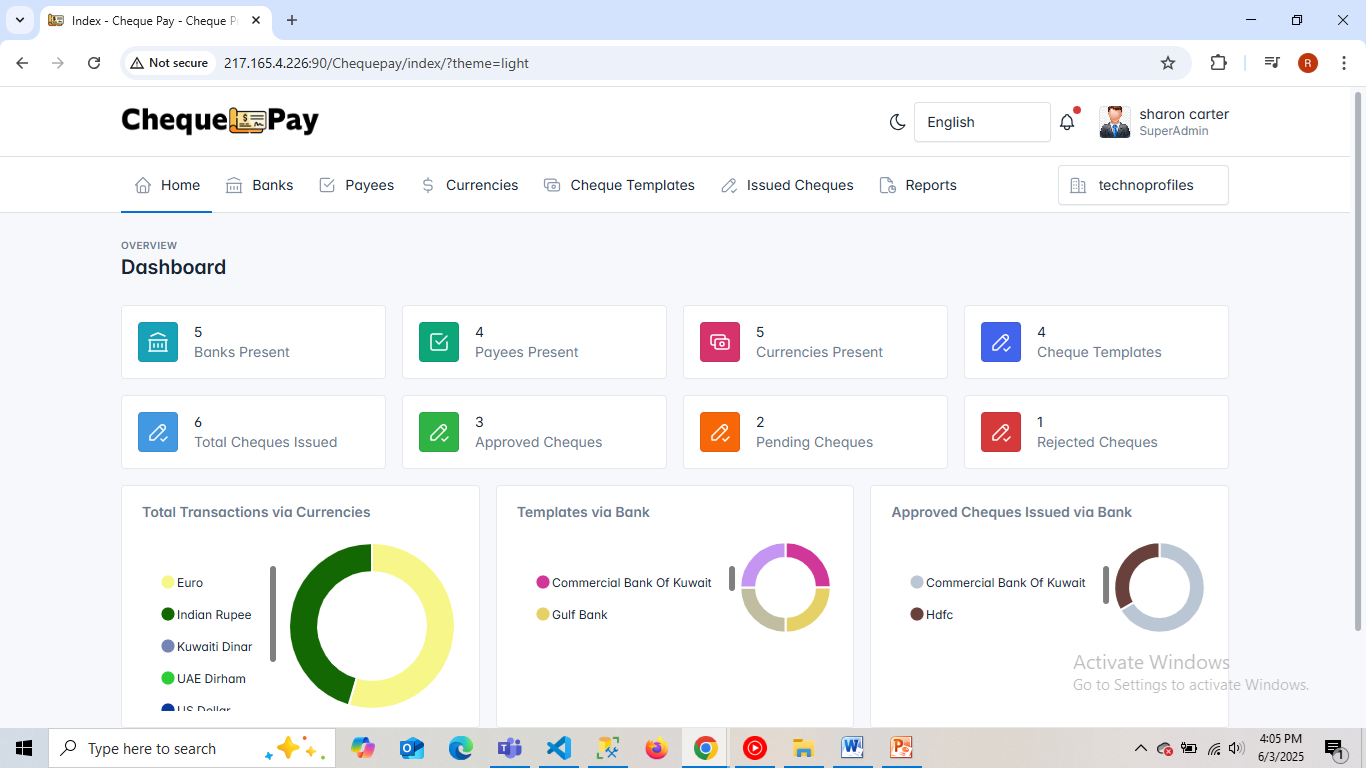 Index - Cheque Pay - Cheque P
Not secure
217.165.4.226:90/Chequepay/index/?theme=light
R
ChequePay
English
sharon carter
SuperAdmin
Home
Banks
Payees
Currencies
Cheque Templates
Issued Cheques
Reports
technoprofiles
OVERVIEW
Dashboard
5
Banks Present
4
Payees Present
5
Currencies Present
4
Cheque Templates
6
Total Cheques Issued
3
Approved Cheques
2
Pending Cheques
1
Rejected Cheques
Total Transactions via Currencies
Euro
Indian Rupee
Kuwaiti Dinar
UAE Dirham
US Dollar
Templates via Bank
Commercial Bank Of Kuwait
Gulf Bank
Approved Cheques Issued via Bank
Commercial Bank Of Kuwait
Hdfc
Activate Windows
Go to Settings to activate Windows.
Type here to search
4:05 PM
6/3/2025
1